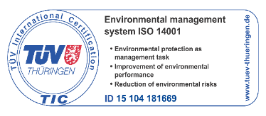 TÜV International Certification
TÜV
THÜRINGEN
TIC
Environmental management
system ISO 14001
• Environmental protection as
management task
• Improvement of environmental
performance
• Reduction of environmental risks
ID 15 104 181669
www.tuev-thueringen.de